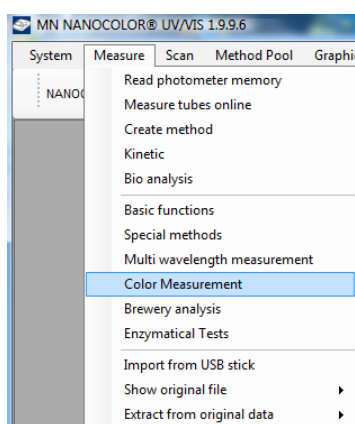 MN NANOCOLOR® UV/VIS 1.9.9.6
System Measure Scan Method Pool Graphi
NANO
Read photometer memory
Measure tubes online
Create method
Kinetic
Bio analysis
Basic functions
Special methods
Multi wavelength measurement
Color Measurement
Brewery analysis
Enzymatical Tests
Import from USB stick
Show original file
Extract from original data